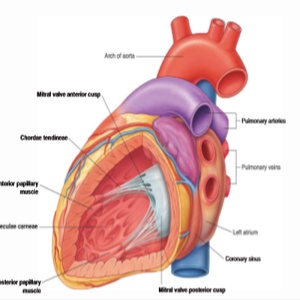 Arch of aorta
Mitral valve anterior cusp
Pulmonary arteries
Chordae tendineae
Pulmonary veins
terior papillary
muscle
eculae carneae
Left atrium
Coronary sinus
osterior papillary
muscle
Mitral valve posterior cusp